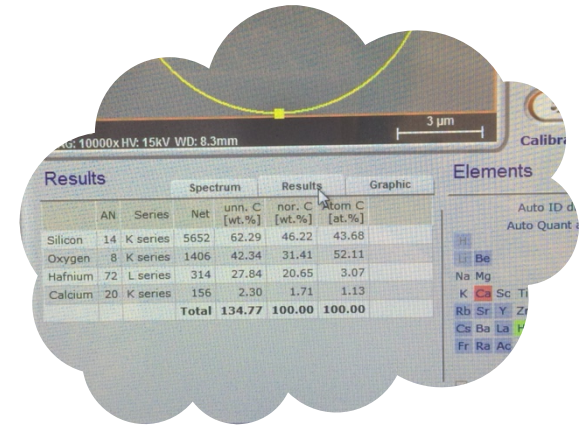 3 µm
10000x HV: 15kV WD: 8.3mm
Results
Spectrum Results Graphic
AN Series Net unn. C [wt.%] nor. C [wt.%] Atom C [at.%]
Silicon 14 K series 5652 62.29 46.22 43.68
Oxygen 8 K series 1406 42.34 31.41 52.11
Hafnium 72 L series 314 27.84 20.65 3.07
Calcium 20 K series 156 2.30 1.71 1.13
Total 134.77 100.00 100.00
Calibra
Elements
Auto ID d
Auto Quant a
H
Li Be
Na Mg
K Ca Sc Ti
Rb Sr Y Zr
Cs Ba La H
Fr Ra Ac